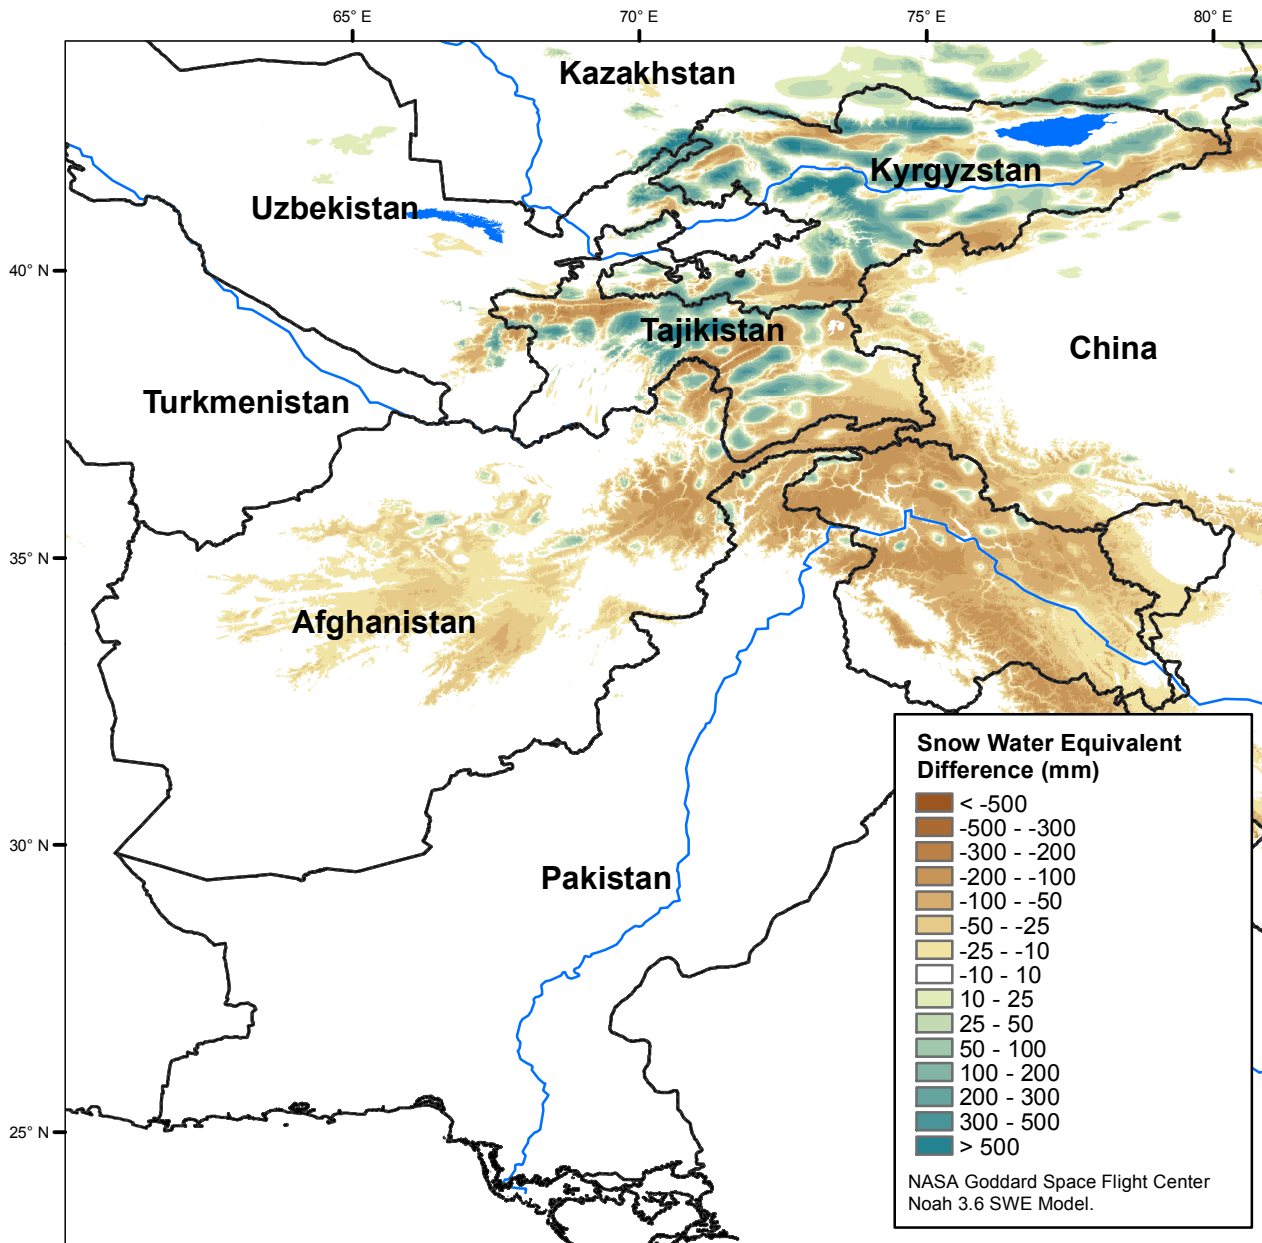 65° E
70° E
75° E
80° E
Kazakhstan
Kyrgyzstan
Uzbekistan
40° N
Tajikistan
China
Turkmenistan
35° N
Afghanistan
30° N
Pakistan
25° N
Snow Water Equivalent
Difference (mm)
< -500
-500 - -300
-300 - -200
-200 - -100
-100 - -50
-50 - -25
-25 - -10
-10 - 10
10 - 25
25 - 50
50 - 100
100 - 200
200 - 300
300 - 500
> 500
NASA Goddard Space Flight Center
Noah 3.6 SWE Model.